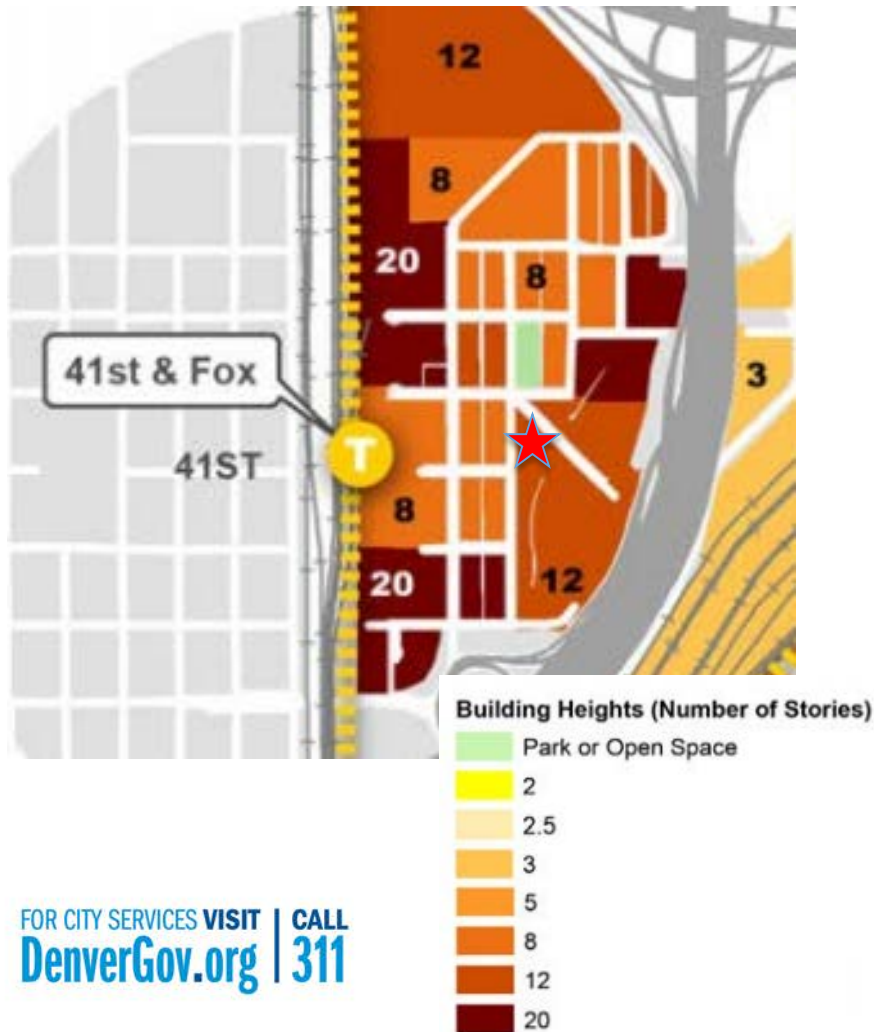 12
8
20
8
41st & Fox
3
T
41ST
8
20
12
Building Heights (Number of Stories)
Park or Open Space
2
2.5
3
5
8
12
20
FOR CITY SERVICES VISIT | CALL
DenverGov.org | 311